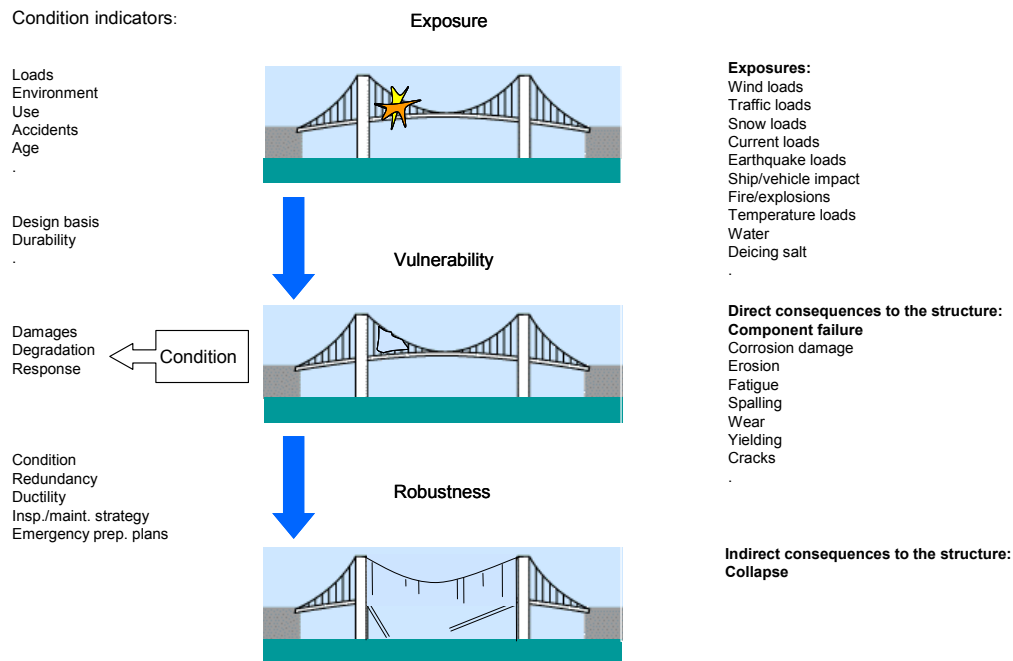 Condition indicators:
Exposure
Loads
Environment
Use
Accidents
Age
.
Exposures:
Wind loads
Traffic loads
Snow loads
Current loads
Earthquake loads
Ship/vehicle impact
Fire/explosions
Temperature loads
Water
Deicing salt
.
Design basis
Durability
.
Vulnerability
Damages
Degradation
Response
Condition
Direct consequences to the structure:
Component failure
Corrosion damage
Erosion
Fatigue
Spalling
Wear
Yielding
Cracks
.
Condition
Redundancy
Ductility
Insp./maint. strategy
Emergency prep. plans
Robustness
Indirect consequences to the structure:
Collapse